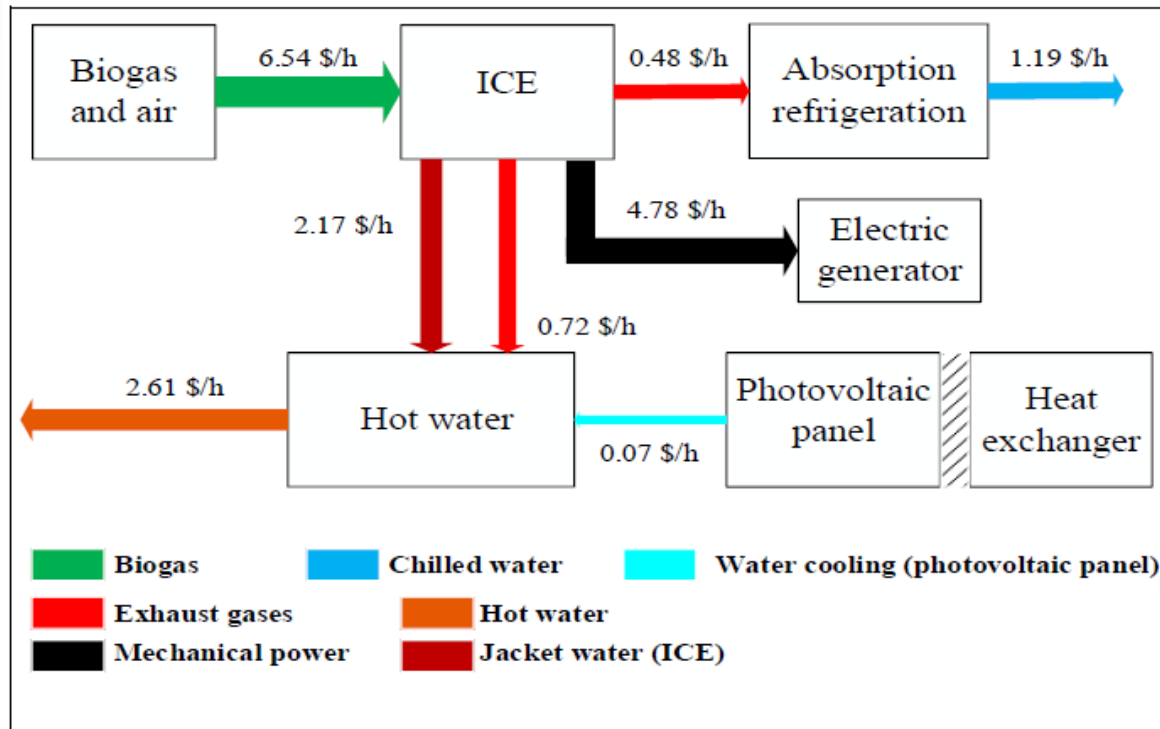 Biogas
and air
6.54 $/h
ICE
0.48 $/h
Absorption
refrigeration
1.19 $/h
2.17 $/h
4.78 $/h
Electric
generator
0.72 $/h
2.61 $/h
Hot water
0.07 $/h
Photovoltaic
panel
Heat
exchanger
Biogas
Chilled water
Water cooling (photovoltaic panel)
Exhaust gases
Hot water
Mechanical power
Jacket water (ICE)